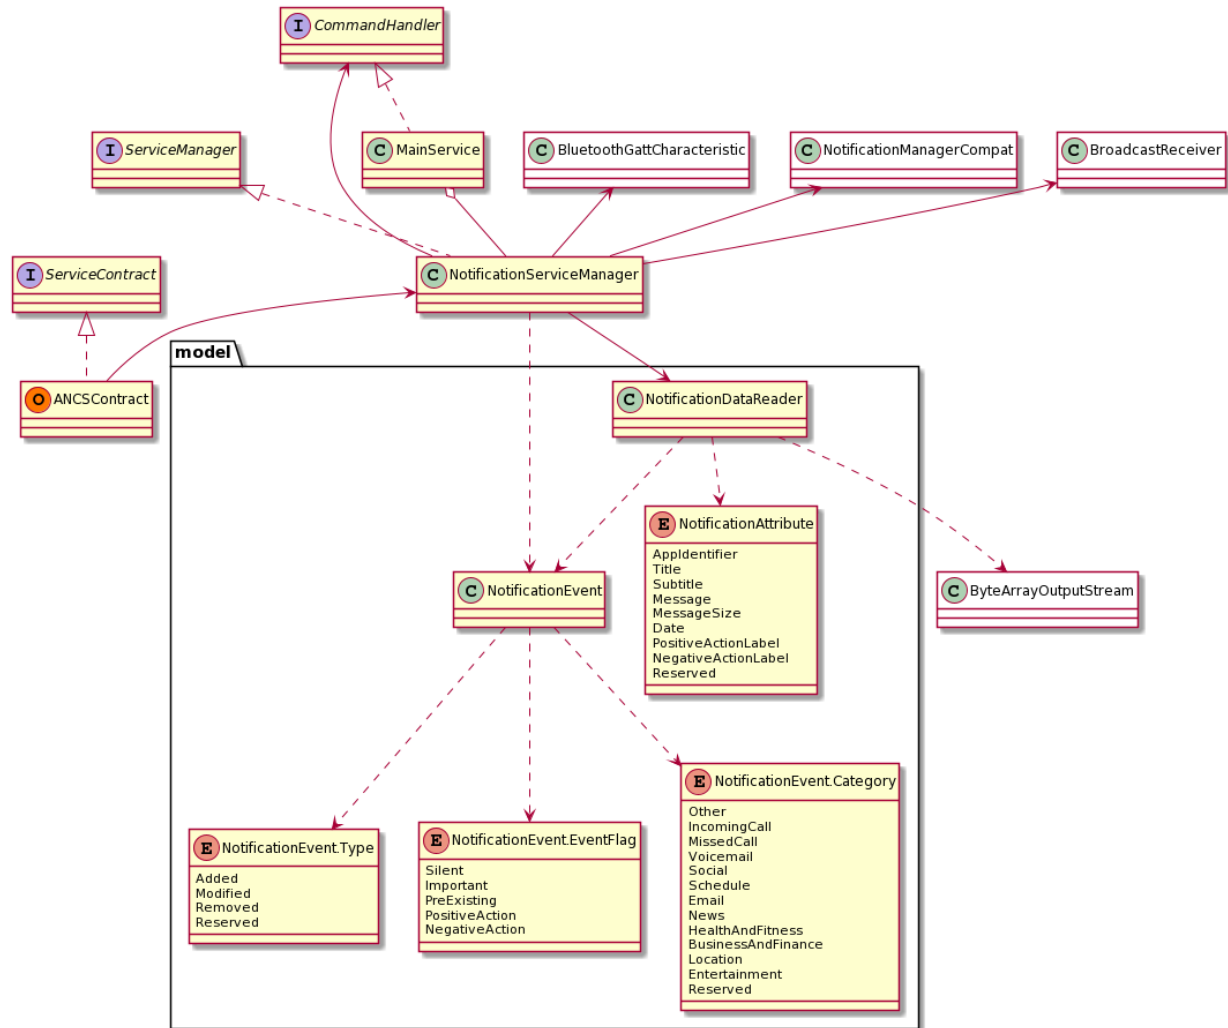 I CommandHandler
I ServiceManager
C MainService
C BluetoothGattCharacteristic
C NotificationManagerCompat
C BroadcastReceiver
I ServiceContract
C NotificationServiceManager
model
O ANCSContract
C NotificationDataReader
E NotificationAttribute
AppIdentifier
Title
Subtitle
Message
MessageSize
Date
PositiveActionLabel
NegativeActionLabel
Reserved
C NotificationEvent
C ByteArrayOutputStream
E NotificationEvent.Type
Added
Modified
Removed
Reserved
E NotificationEvent.EventFlag
Silent
Important
PreExisting
PositiveAction
NegativeAction
E NotificationEvent.Category
Other
IncomingCall
MissedCall
Voicemail
Social
Schedule
Email
News
HealthAndFitness
BusinessAndFinance
Location
Entertainment
Reserved